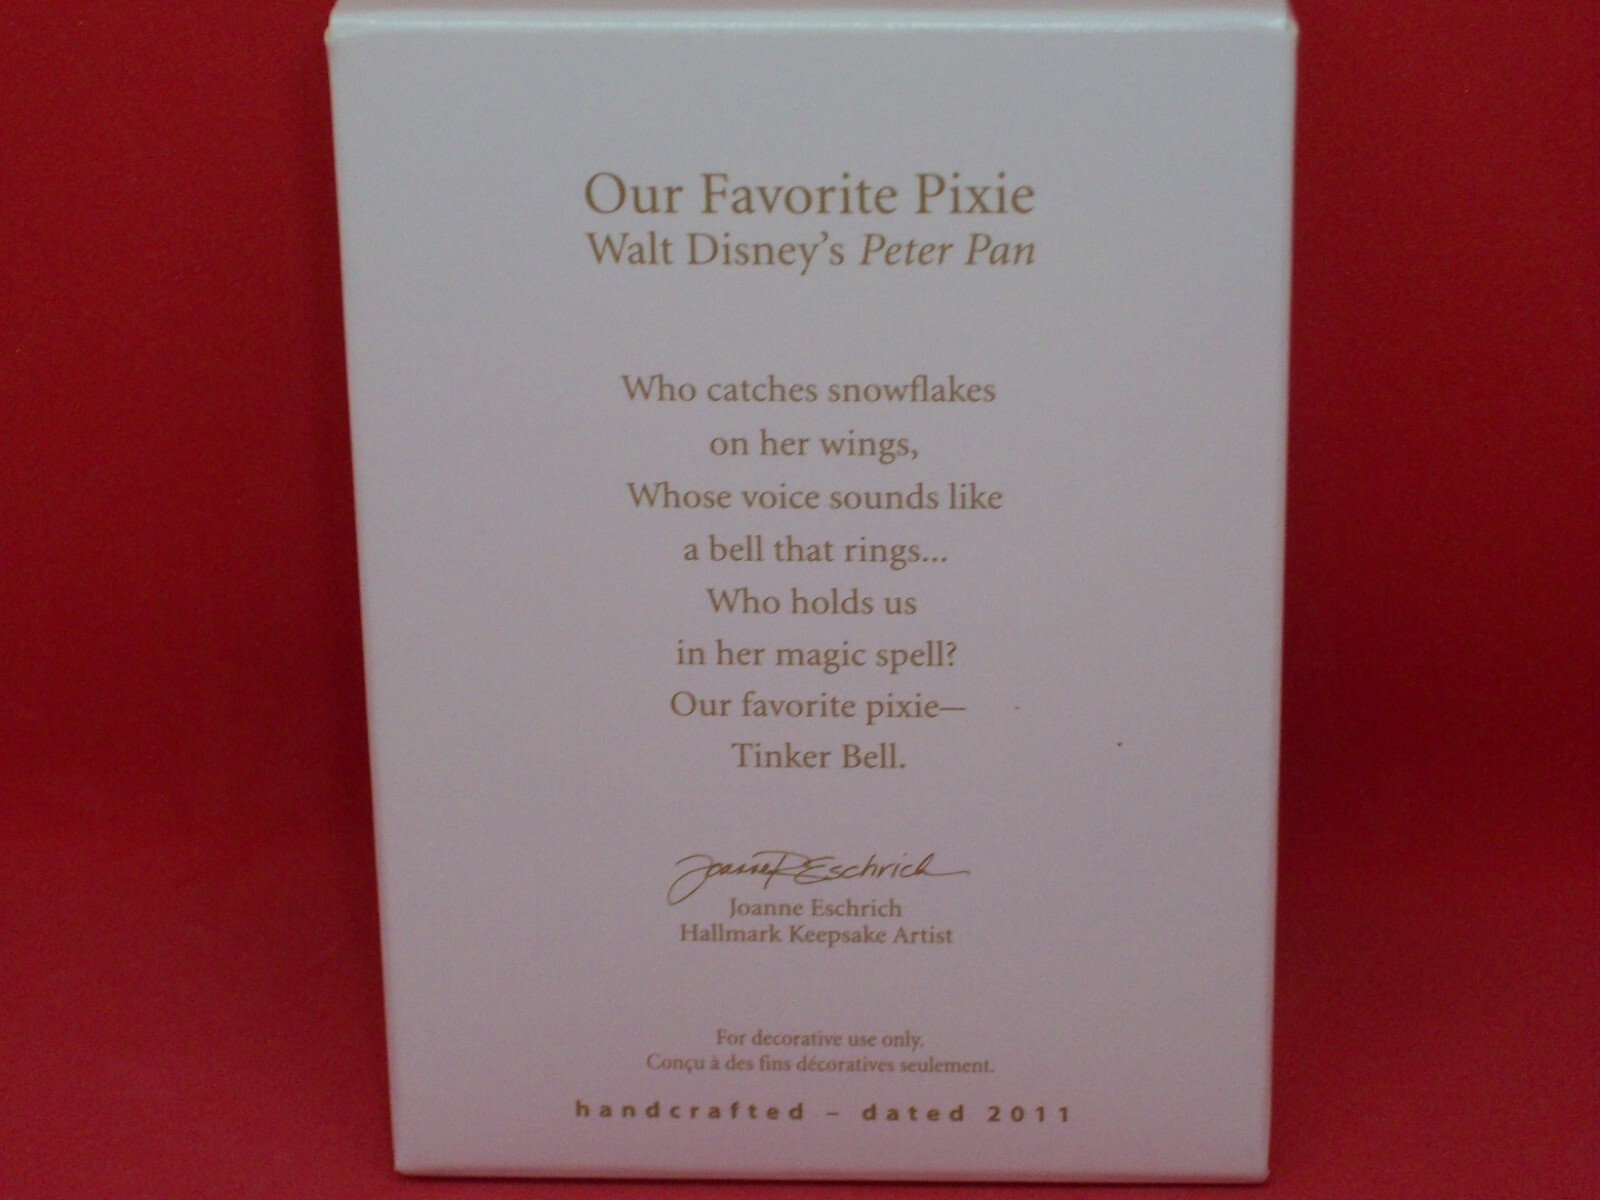 Our Favorite Pixie
Walt Disney’s Peter Pan
Who catches snowflakes
on her wings,
Whose voice sounds like
a bell that rings...
Who holds us
in her magic spell?
Our favorite pixie—
Tinker Bell.
Joanne R Eschrich
Joanne Eschrich
Hallmark Keepsake Artist
For decorative use only.
Conçu à des fins décoratives seulement.
handcrafted – dated 2011